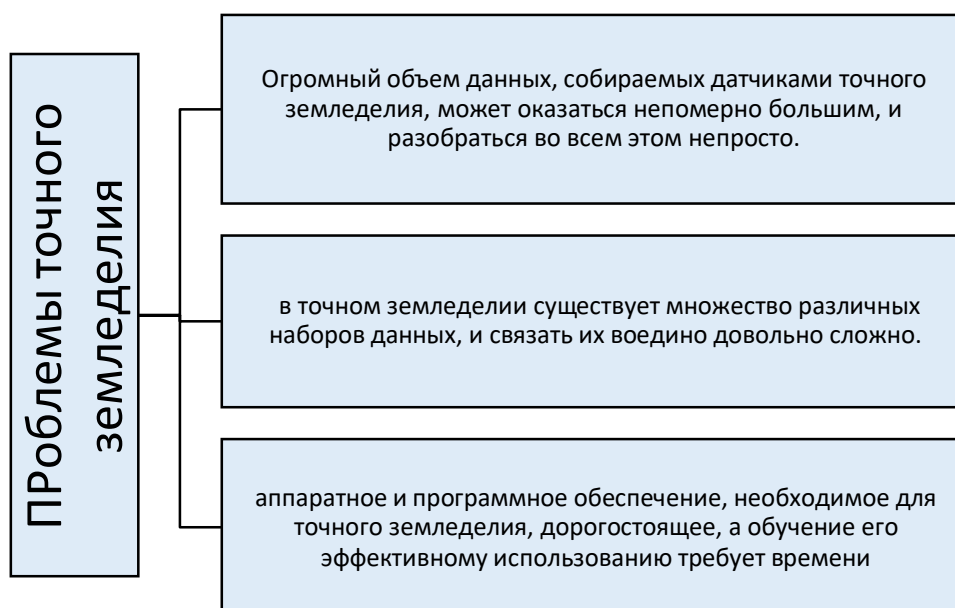 ПРоблемы точного
земледелия
Огромный объем данных, собираемых датчиками точного
земледелия, может оказаться непомерно большим, и
разобраться во всем этом непросто.
в точном земледелии существует множество различных
наборов данных, и связать их воедино довольно сложно.
аппаратное и программное обеспечение, необходимое для
точного земледелия, дорогостоящее, а обучение его
эффективному использованию требует времени